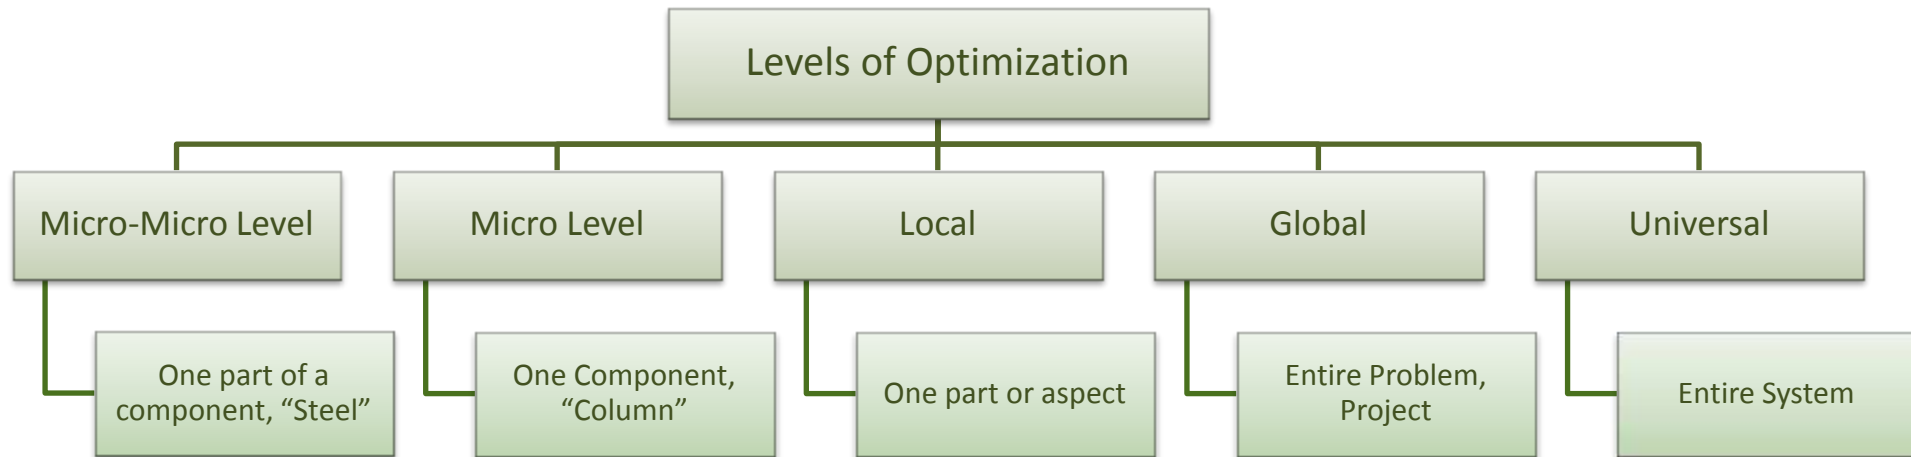 Levels of Optimization
Micro-Micro Level
Micro Level
Local
Global
Universal
One part of a
component, “Steel”
One Component,
“Column”
One part or aspect
Entire Problem,
Project
Entire System